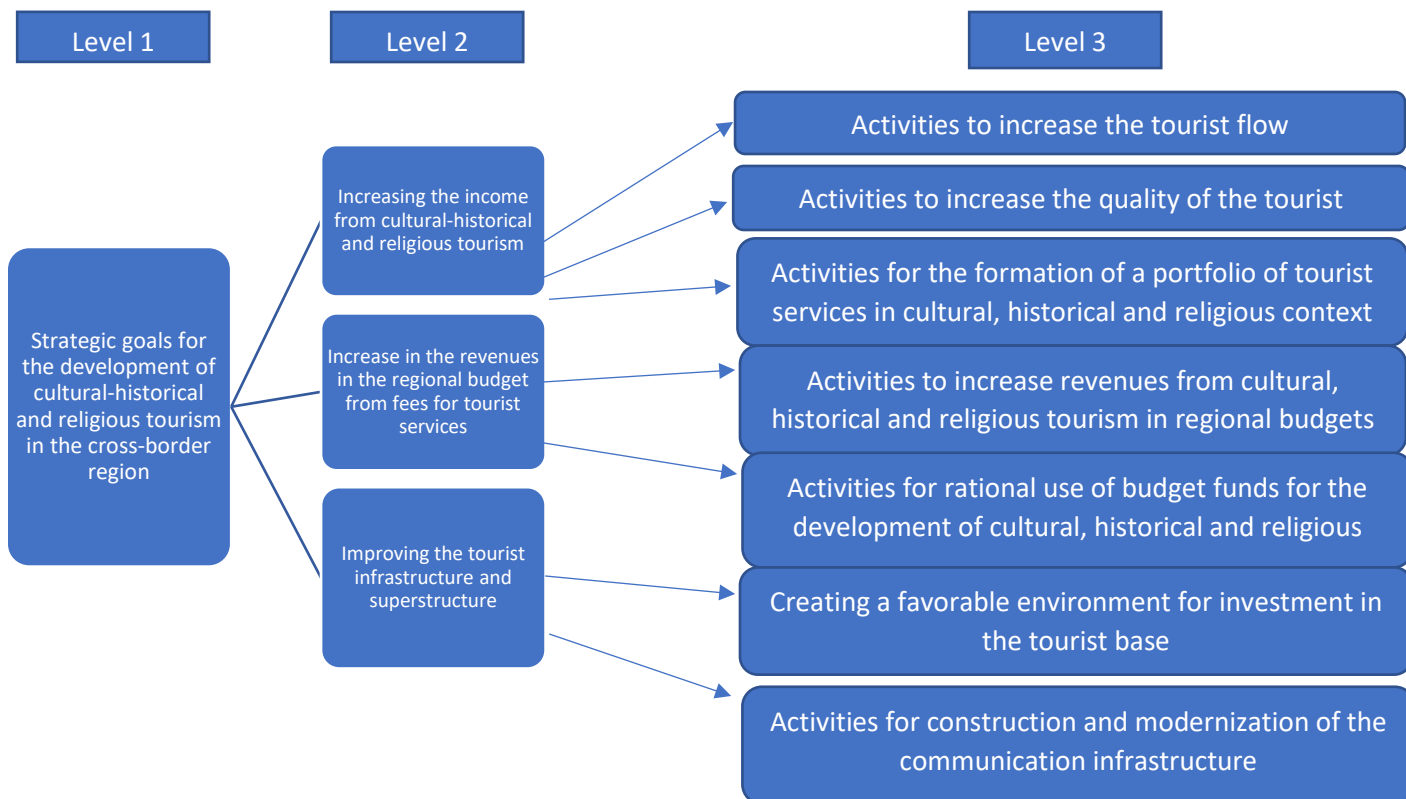 Level 1
Level 2
Level 3
Strategic goals for
the development of
cultural-historical
and religious tourism
in the cross-border
region
Increasing the income
from cultural-historical
and religious tourism
Increase in the revenues
in the regional budget
from fees for tourist
services
Improving the tourist
infrastructure and
superstructure
Activities to increase the tourist flow
Activities to increase the quality of the tourist
Activities for the formation of a portfolio of tourist
services in cultural, historical and religious context
Activities to increase revenues from cultural,
historical and religious tourism in regional budgets
Activities for rational use of budget funds for the
development of cultural, historical and religious
Creating a favorable environment for investment in
the tourist base
Activities for construction and modernization of the
communication infrastructure